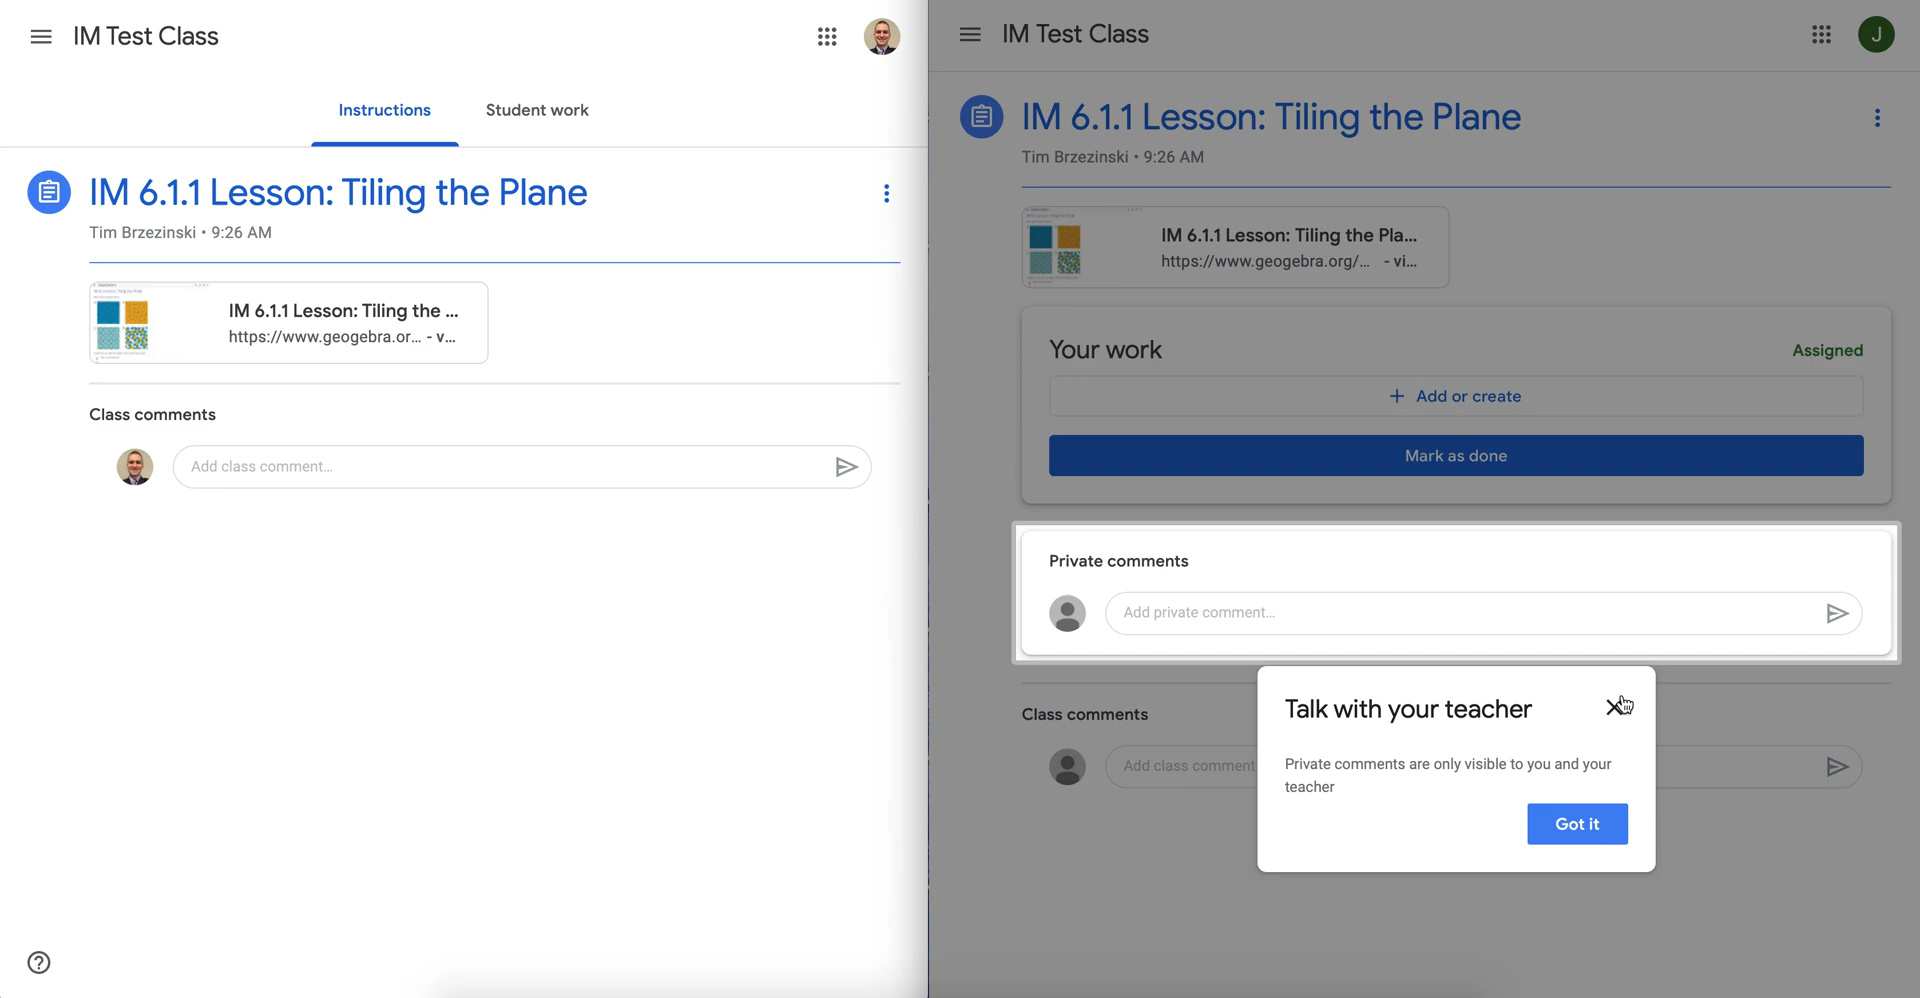 IM Test Class
Instructions
Student work
IM 6.1.1 Lesson: Tiling the Plane
Tim Brzezinski • 9:26 AM
IM 6.1.1 Lesson: Tiling the ...
https://www.geogebra.or... - v...
Class comments
Add class comment...
IM Test Class
J
IM 6.1.1 Lesson: Tiling the Plane
Tim Brzezinski • 9:26 AM
IM 6.1.1 Lesson: Tiling the Pla...
https://www.geogebra.org/... - vi...
Your work
Assigned
+ Add or create
Mark as done
Private comments
Add private comment...
Class comments
Add class comment
Talk with your teacher
Private comments are only visible to you and your
teacher
Got it